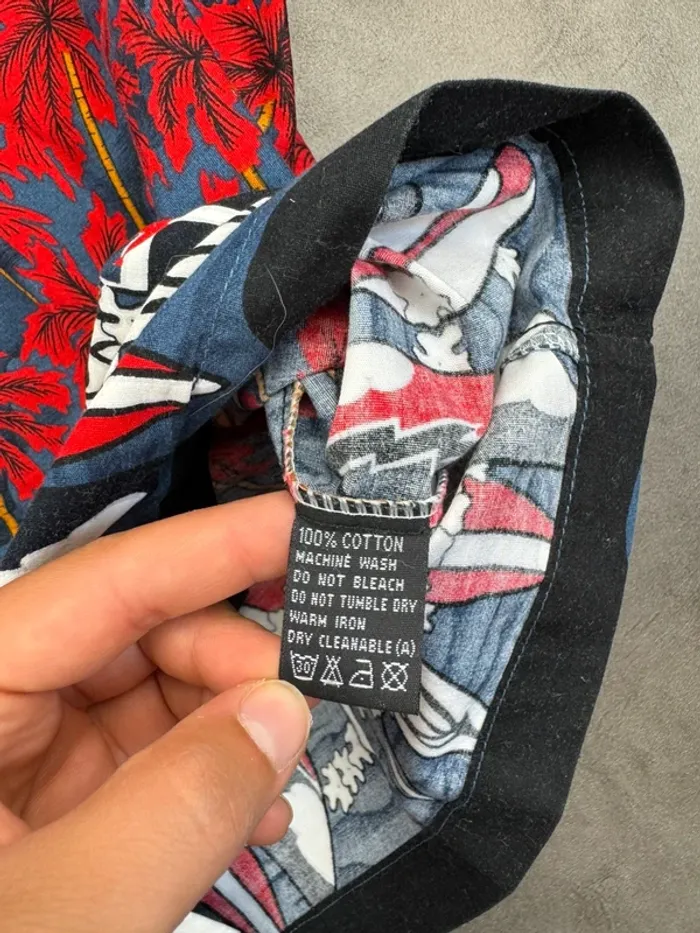 100% COTTON
MACHINE WASH
DO NOT BLEACH
DO NOT TUMBLE DRY
WARM IRON
DRY CLEANABLE (A)
30